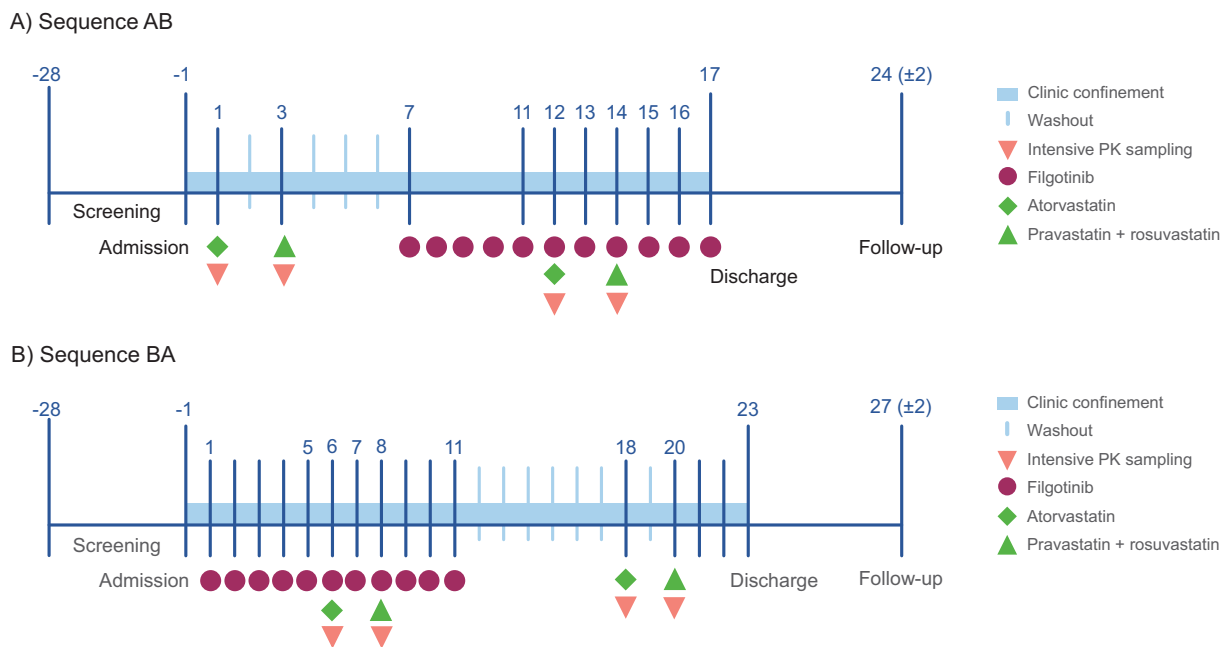 A) Sequence AB
-28
-1
1
3
7
11
12
13
14
15
16
17
24 (±2)
Screening
Admission
Discharge
Follow-up
Clinic confinement
Washout
Intensive PK sampling
Filgotinib
Atorvastatin
Pravastatin + rosuvastatin
B) Sequence BA
-28
-1
1
5
6
7
8
11
18
20
23
27 (±2)
Screening
Admission
Discharge
Follow-up
Clinic confinement
Washout
Intensive PK sampling
Filgotinib
Atorvastatin
Pravastatin + rosuvastatin